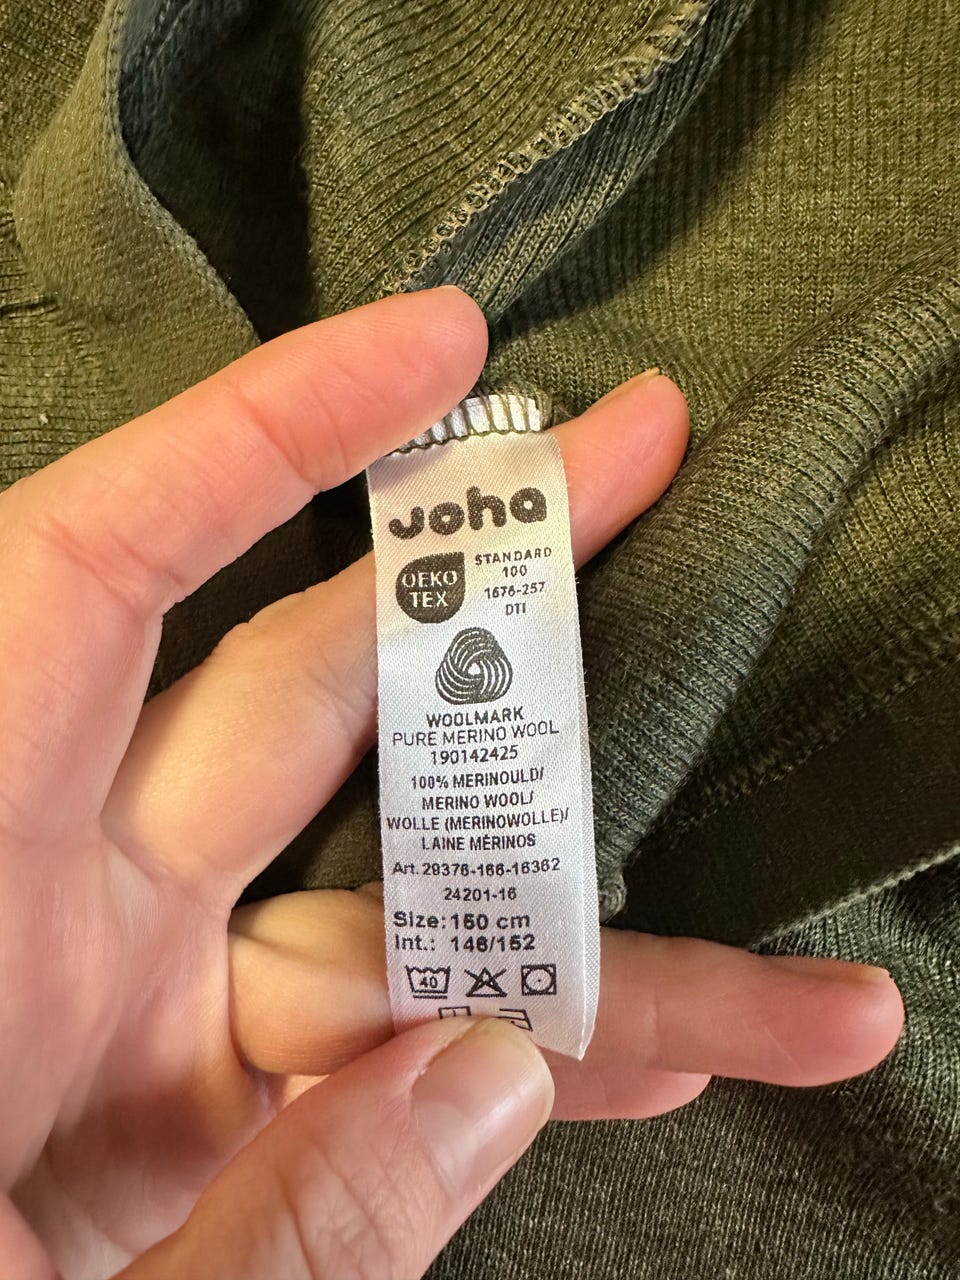 Joha
OEKO
TEX
STANDARD
100
1676-257
DTI
WOOLMARK
PURE MERINO WOOL
190142425
100% MERINOULD/
MERINO WOOL/
WOLLE (MERINOWOLLE)/
LAINE MÉRINOS
Art. 29376-166-16362
24201-16
Size: 150 cm
Int.: 146/152
40